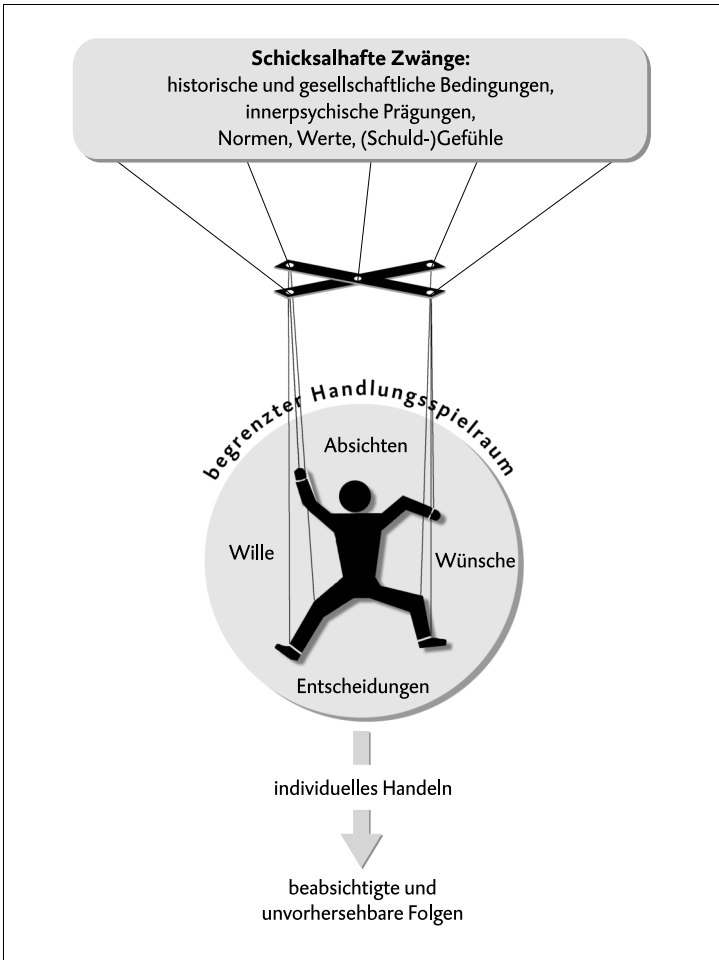 Schicksalhafte Zwänge:
historische und gesellschaftliche Bedingungen,
innerpsychische Prägungen,
Normen, Werte, (Schuld-)Gefühle
begrenzter Handlungsspielraum
Absichten
Wille
Wünsche
Entscheidungen
individuelles Handeln
beabsichtigte und
unvorhersehbare Folgen